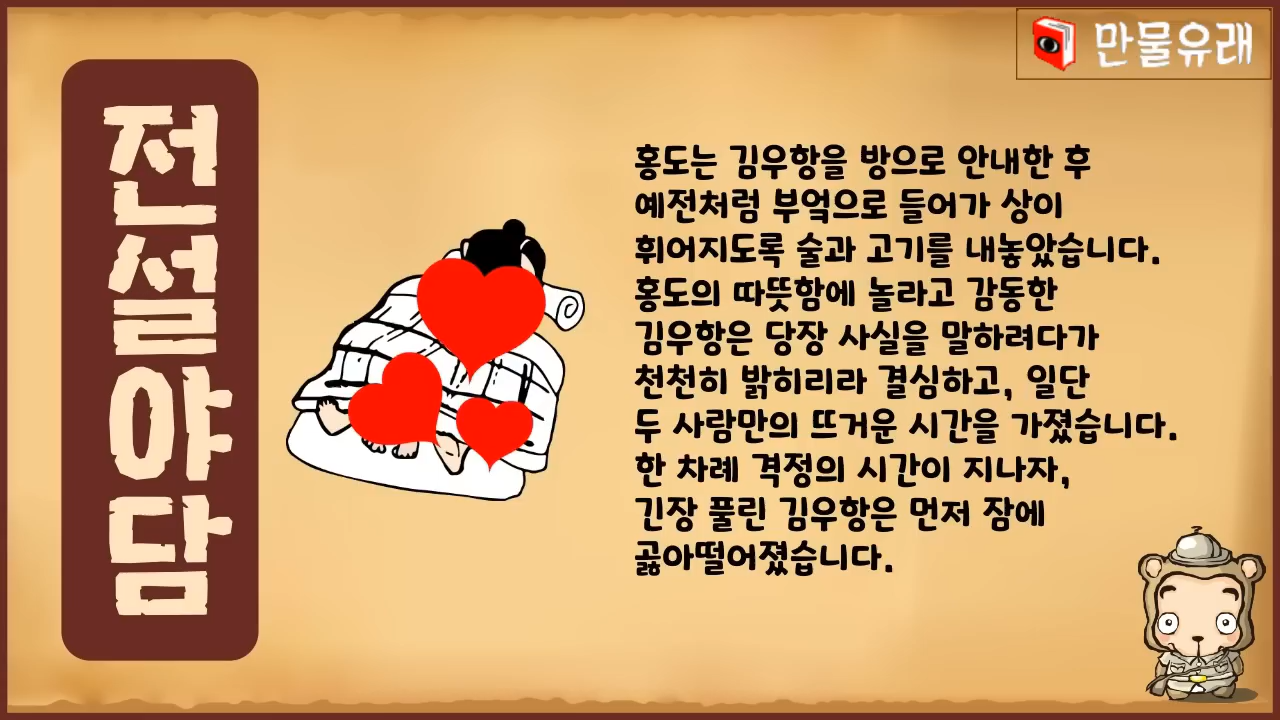 만물유래
전설야담
홍도는 김우항을 방으로 안내한 후
예전처럼 부엌으로 들어가 상이
휘어지도록 술과 고기를 내놓았습니다.
홍도의 따뜻함에 놀라고 감동한
김우항은 당장 사실을 말하려다가
천천히 밝히리라 결심하고, 일단
두 사람만의 뜨거운 시간을 가졌습니다.
한 차례 격정의 시간이 지나자,
긴장 풀린 김우항은 먼저 잠에
곯아떨어졌습니다.